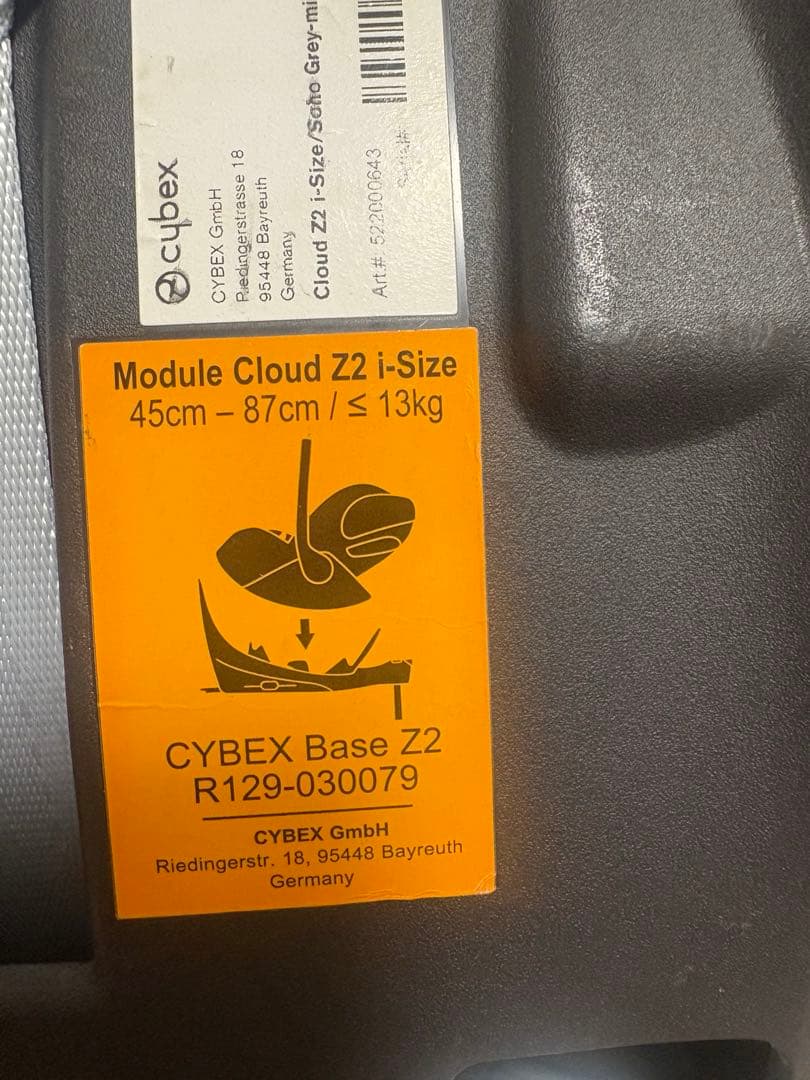 cybex
CYBEX GmbH
Riedingerstrasse 18
95448 Bayreuth
Germany
Cloud Z2 i-Size/Soho Grey-mi
Art.# 522000643
Module Cloud Z2 i-Size
45cm – 87cm / ≤ 13kg
CYBEX Base Z2
R129-030079
CYBEX GmbH
Riedingerstr. 18, 95448 Bayreuth
Germany